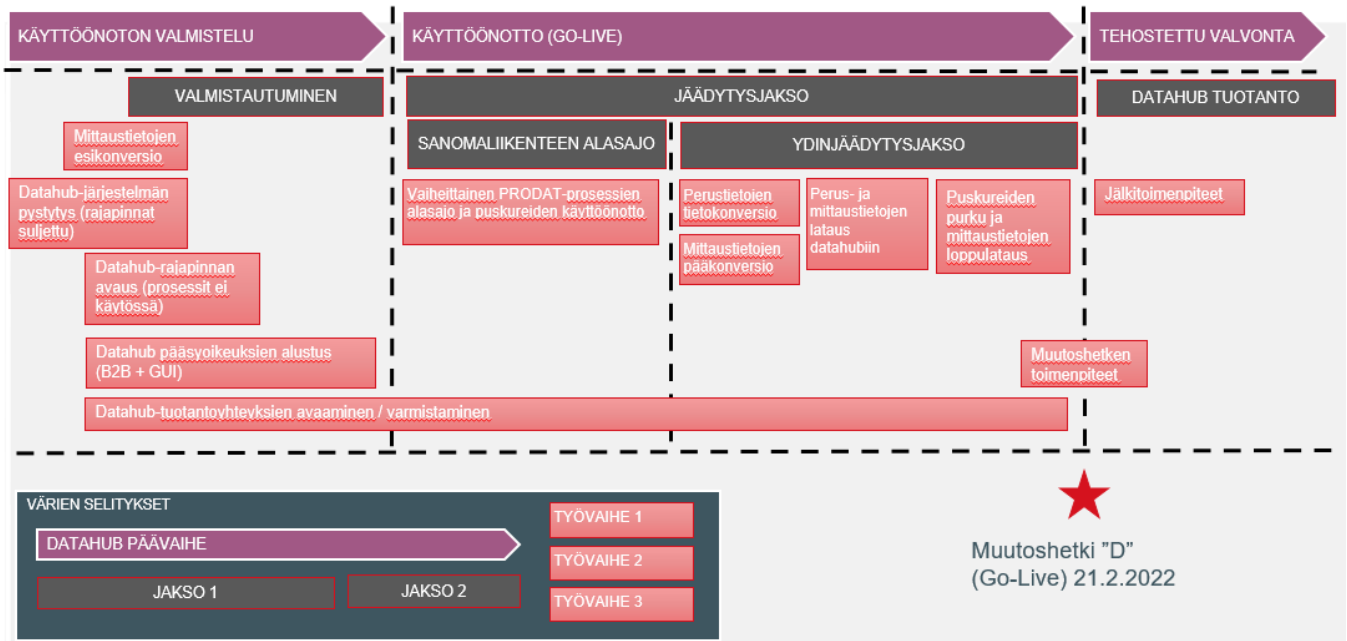 KÄYTTÖÖNOTON VALMISTELU
KÄYTTÖÖNOTTO (GO-LIVE)
TEHOSTETTU VALVONTA
VALMISTAUTUMINEN
JÄÄDYTYSJAKSO
DATAHUB TUOTANTO
SANOMALIIKENTEEN ALASAJO
YDINJÄÄDYTYSJAKSO
Mittaustietojen
esikonversio
Datahub-järjestelmän
pystytys (rajapinnat
suljettu)
Datahub-rajapinnan
avaus (prosessit ei
käytössä)
Datahub pääsyoikeuksien alustus
(B2B + GUI)
Datahub-tuotantoyhteyksien avaaminen / varmistaminen
Vaiheittainen PRODAT-prosessien
alasajo ja puskureiden käyttöönotto
Perustietojen
tietokonversio
Mittaustietojen
pääkonversio
Perus- ja
mittaustietojen
lataus
datahubiin
Puskureiden
purku ja
mittaustietojen
loppulataus
Jälkitoimenpiteet
Muutoshetken
toimenpiteet
VÄRIEN SELITYKSET
DATAHUB PÄÄVAIHE
JAKSO 1
JAKSO 2
TYÖVAIHE 1
TYÖVAIHE 2
TYÖVAIHE 3
Muutoshetki "D"
(Go-Live) 21.2.2022